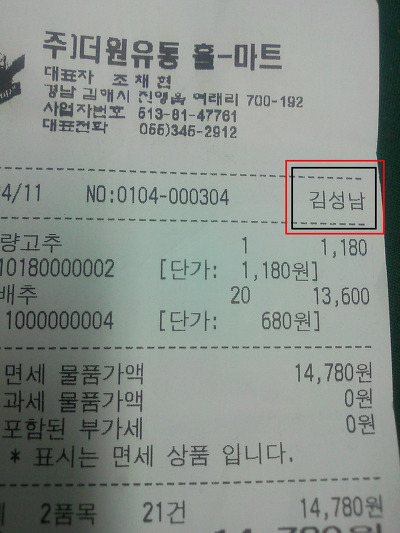 주)더원유통 홀-마트
대표자 조채현
경남 김해시 진영읍 여래리 700-192
사업자번호 513-81-47761
대표전화 055)345-2912
4/11 NO:0104-000304 김성남
량고추 1 1,180
10180000002 [단가: 1,180원]
배추 20 13,600
1000000004 [단가: 680원]
면세 물품가액 14,780원
과세 물품가액 0원
포함된 부가세 0원
* 표시는 면세 상품 입니다.
2품목 21건 14,780원